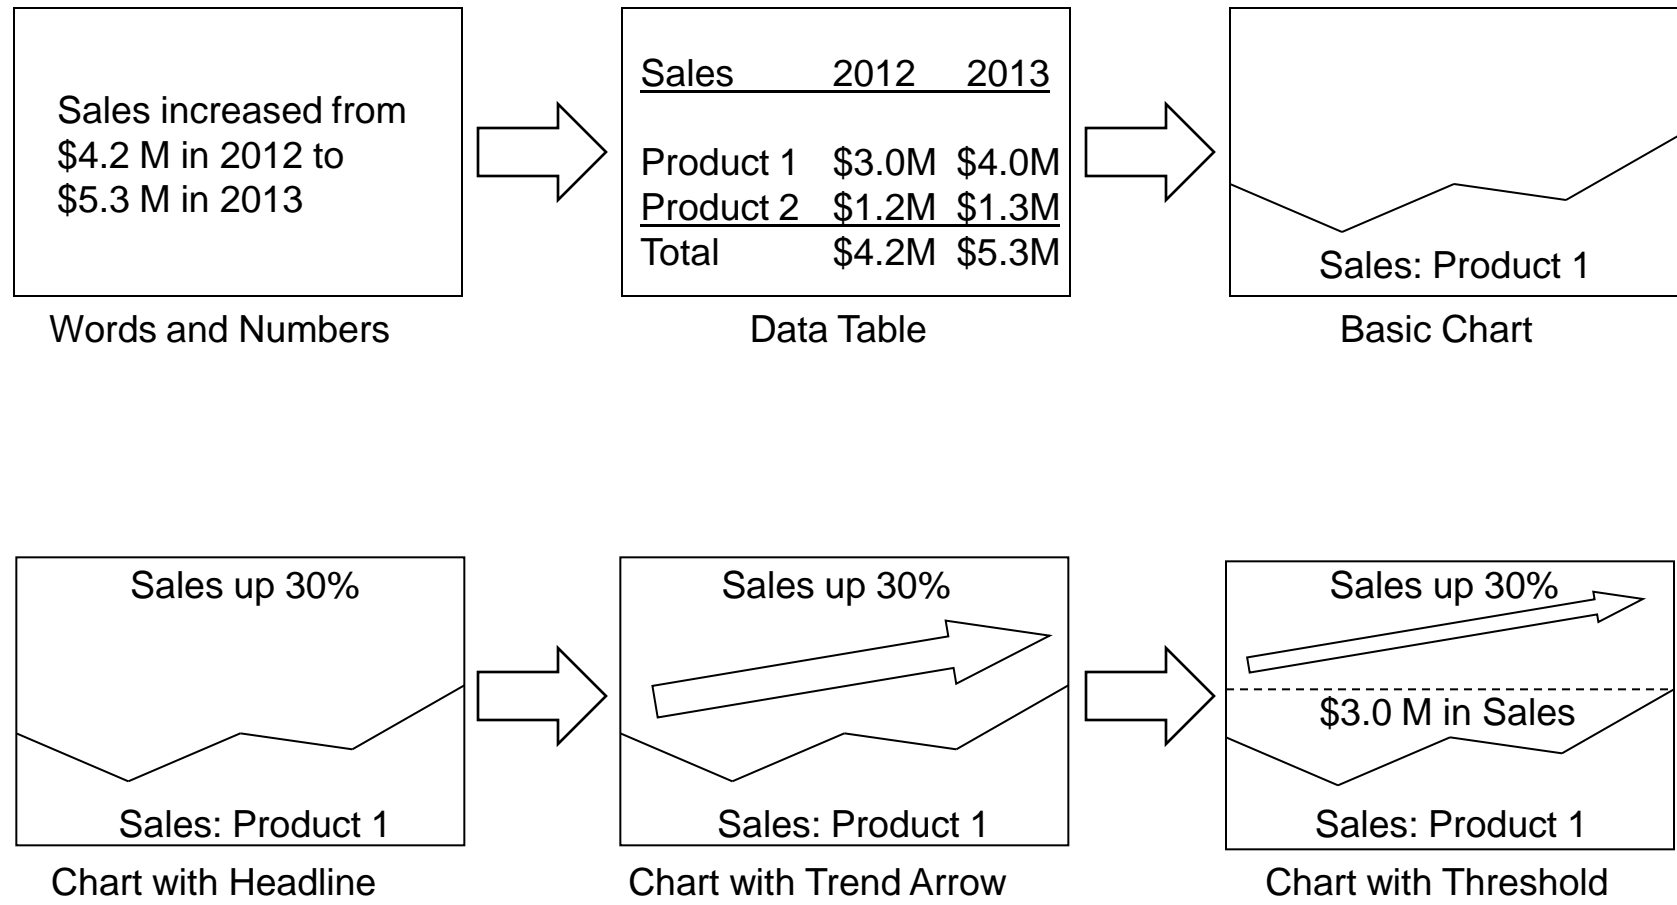 Sales increased from
$4.2 M in 2012 to
$5.3 M in 2013
Words and Numbers
Sales 2012 2013
Product 1 $3.0M $4.0M
Product 2 $1.2M $1.3M
Total $4.2M $5.3M
Data Table
Sales: Product 1
Basic Chart
Sales up 30%
Sales: Product 1
Chart with Headline
Sales up 30%
Sales: Product 1
Chart with Trend Arrow
Sales up 30%
$3.0 M in Sales
Sales: Product 1
Chart with Threshold